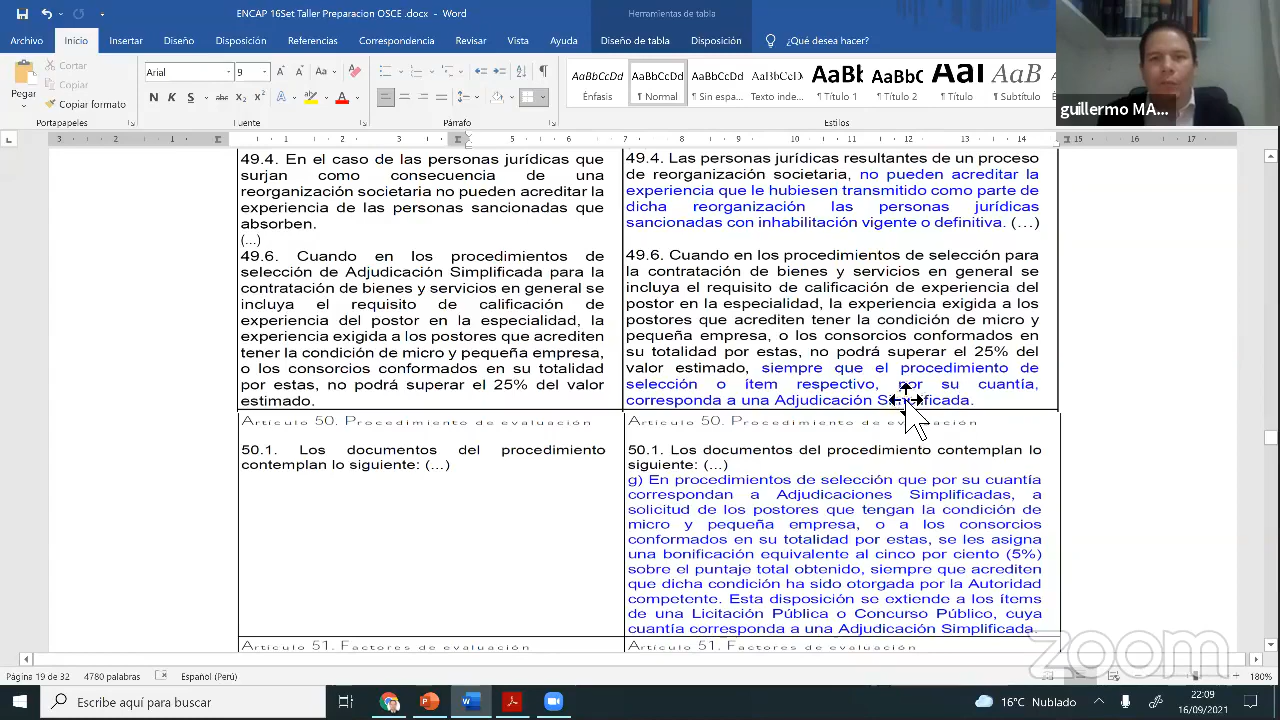 ENCAP 16Set Taller Preparacion OSCE .docx - Word
Herramientas de tabla
Archivo Inicio Insertar Diseño Disposición Referencias Correspondencia Revisar Vista Ayuda Diseño de tabla Disposición ¿Qué desea hacer?
Pegar
Cortar
Copiar
Copiar formato
Portapapeles
Arial 9
Fuente
Párrafo
AaBbCcDd AaBbCcDd AaBbCcDd AaBbCcDd
Énfasis ¶ Normal ¶ Sin espa... Texto inde... ¶ Título 1 ¶ Título 2 ¶ Título ¶ Subtítulo
Estilos
guillermo MA...
49.4. En el caso de las personas jurídicas que
surjan como consecuencia de una
reorganización societaria no pueden acreditar la
experiencia de las personas sancionadas que
absorben.
(...)
49.6. Cuando en los procedimientos de
selección de Adjudicación Simplificada para la
contratación de bienes y servicios en general se
incluya el requisito de calificación de
experiencia del postor en la especialidad, la
experiencia exigida a los postores que acrediten
tener la condición de micro y pequeña empresa,
o los consorcios conformados en su totalidad
por estas, no podrá superar el 25% del valor
estimado.
49.4. Las personas jurídicas resultantes de un proceso
de reorganización societaria, no pueden acreditar la
experiencia que le hubiesen transmitido como parte de
dicha reorganización las personas jurídicas
sancionadas con inhabilitación vigente o definitiva. (...)
49.6. Cuando en los procedimientos de selección para
la contratación de bienes y servicios en general se
incluya el requisito de calificación de experiencia del
postor en la especialidad, la experiencia exigida a los
postores que acrediten tener la condición de micro y
pequeña empresa, o los consorcios conformados en
su totalidad por estas, no podrá superar el 25% del
valor estimado, siempre que el procedimiento de
selección o ítem respectivo, por su cuantía,
corresponda a una Adjudicación Simplificada.
Artículo 50. Procedimiento de evaluación
50.1. Los documentos del procedimiento
contemplan lo siguiente: (...)
Artículo 50. Procedimiento de evaluación
50.1. Los documentos del procedimiento contemplan lo
siguiente: (...)
g) En procedimientos de selección que por su cuantía
correspondan a Adjudicaciones Simplificadas, a
solicitud de los postores que tengan la condición de
micro y pequeña empresa, o a los consorcios
conformados en su totalidad por estas, se les asigna
una bonificación equivalente al cinco por ciento (5%)
sobre el puntaje total obtenido, siempre que acrediten
que dicha condición ha sido otorgada por la Autoridad
competente. Esta disposición se extiende a los ítems
de una Licitación Pública o Concurso Público, cuya
cuantía corresponda a una Adjudicación Simplificada.
Artículo 51. Factores de evaluación
Artículo 51. Factores de evaluación
zoom
Página 19 de 32 4780 palabras Español (Perú) 180%
Escribe aquí para buscar
16°C Nublado
22:09
16/09/2021